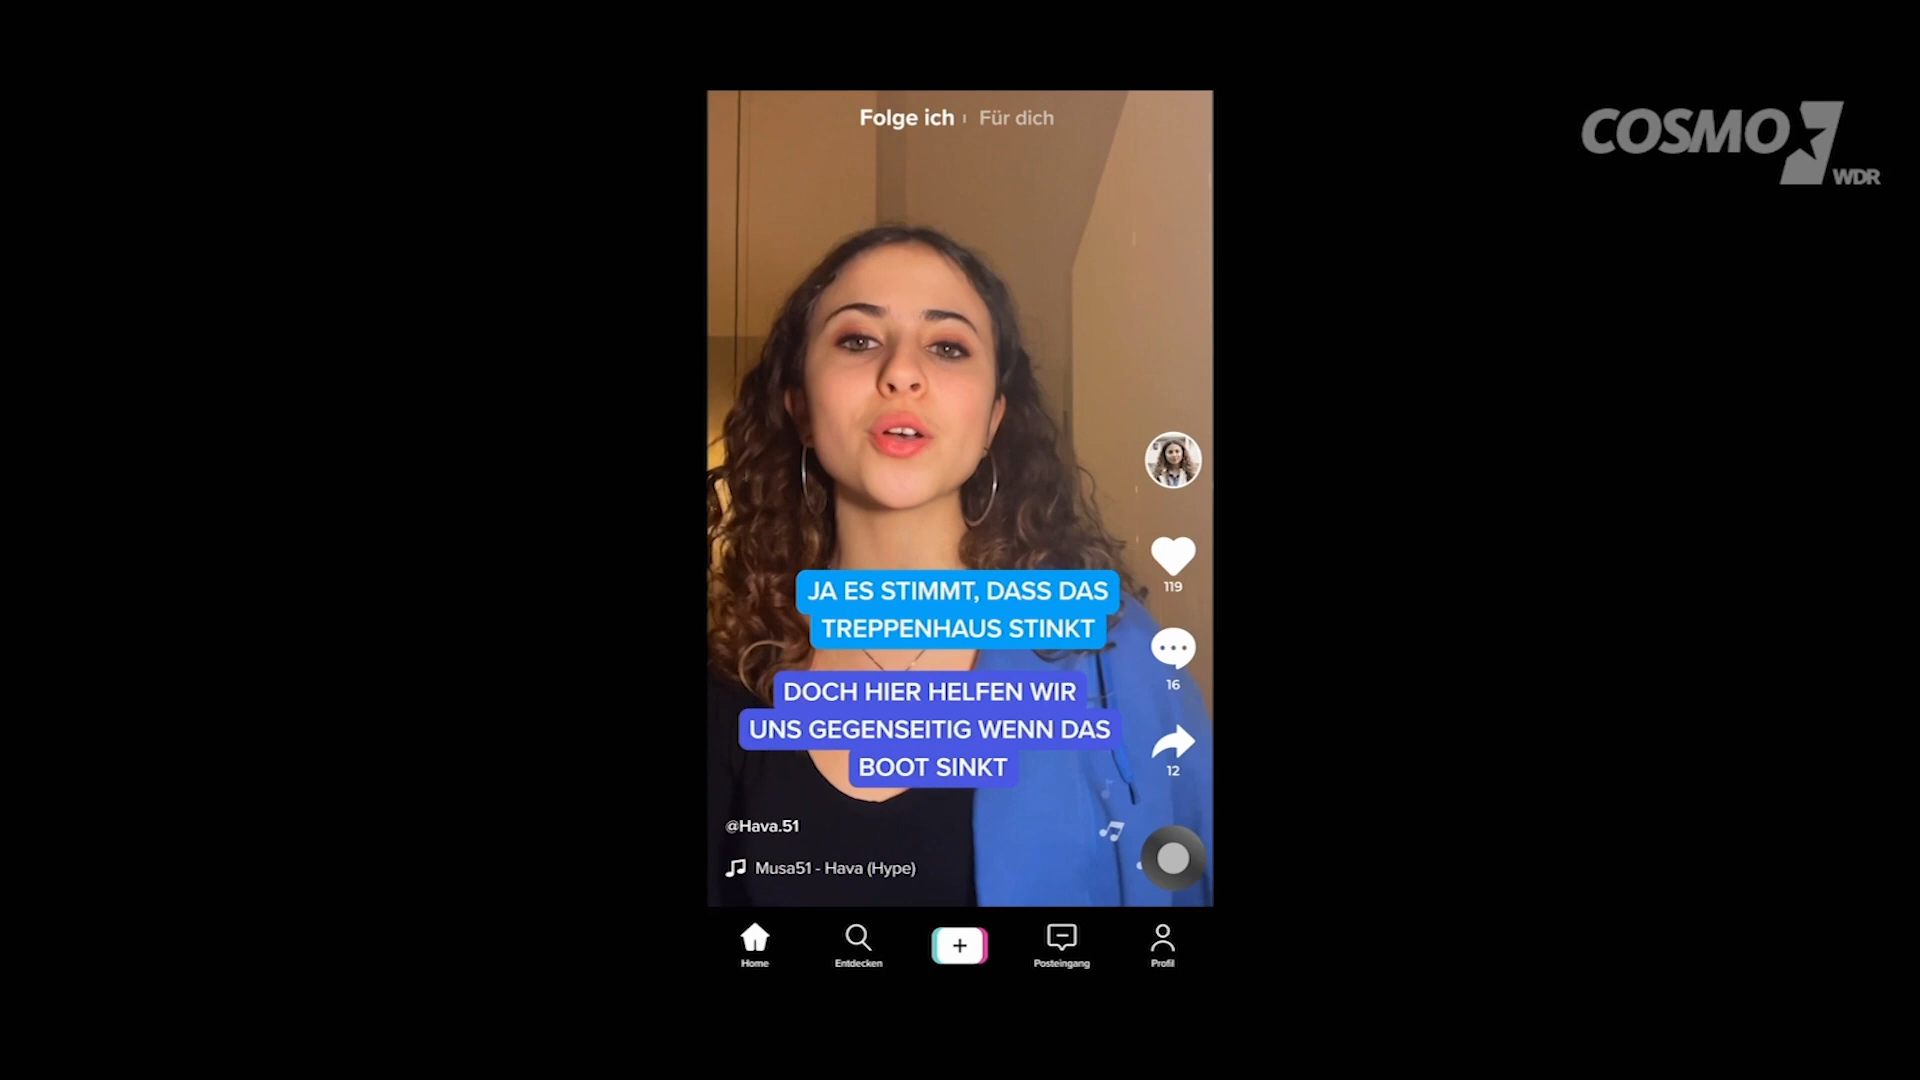 Folge ich
Für dich
COSMO
WDR
119
JA ES STIMMT, DASS DAS
TREPPENHAUS STINKT
16
DOCH HIER HELFEN WIR
UNS GEGENSEITIG WENN DAS
BOOT SINKT
12
@Hava.51
Musa51 - Hava (Hype)
Home
Entdecken
Posteingang
Profil